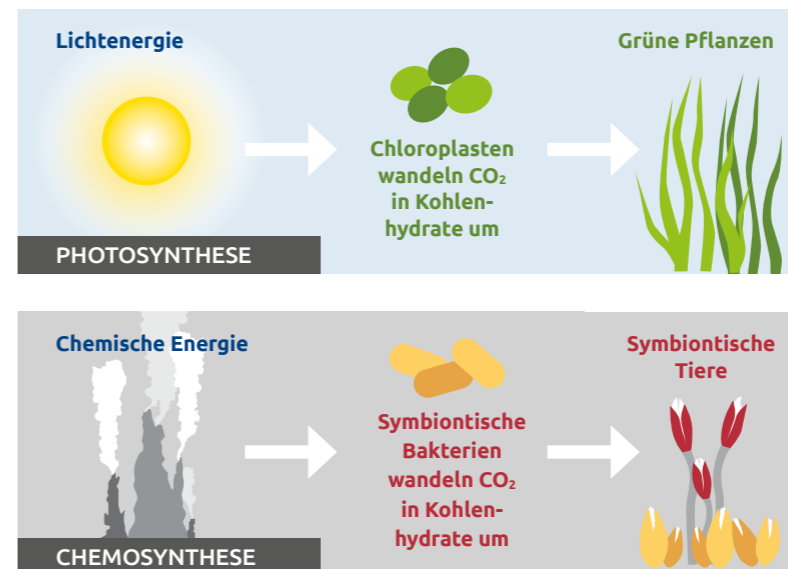 Lichtenergie
Grüne Pflanzen
Chloroplasten
wandeln CO₂
in Kohlen-
hydrate um
PHOTOSYNTHESE
Chemische Energie
Symbiontische
Tiere
Symbiontische
Bakterien
wandeln CO₂
in Kohlen-
hydrate um
CHEMOSYNTHESE